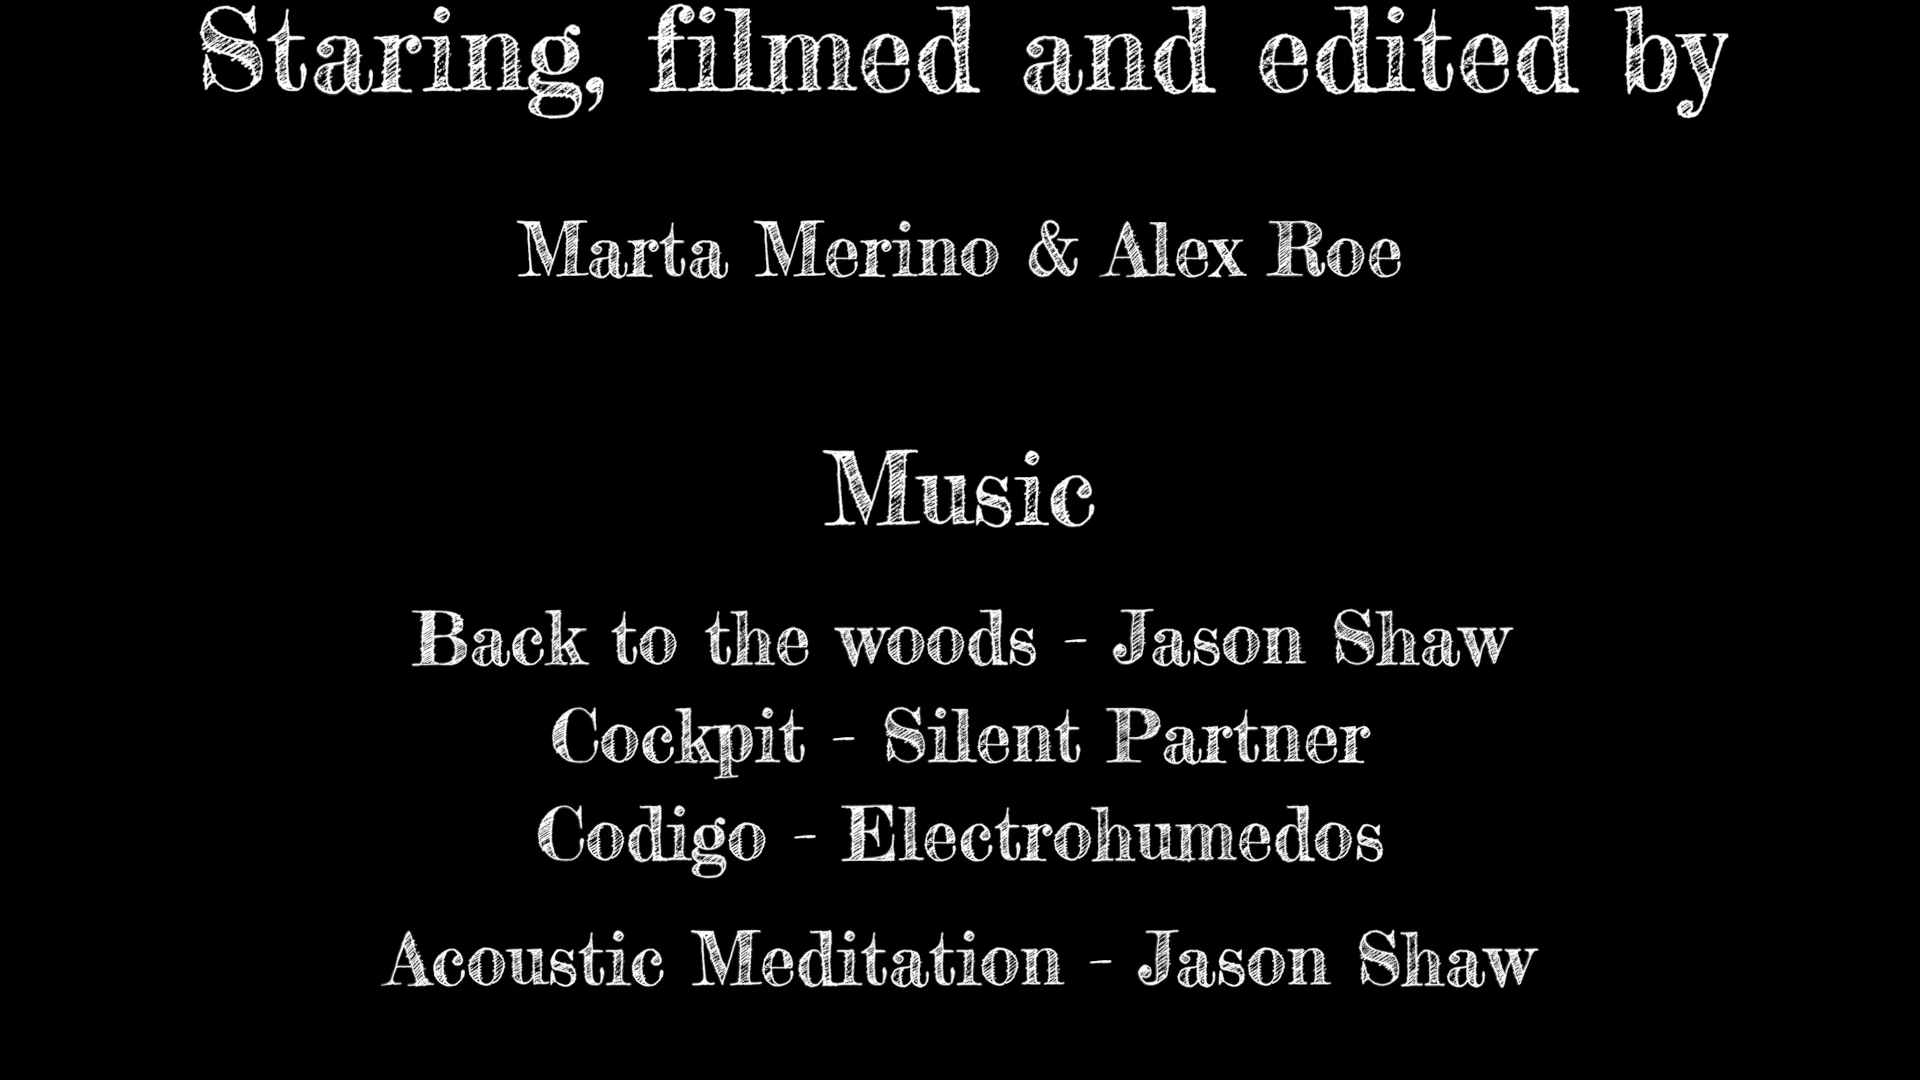 Staring, filmed and edited by
Marta Merino & Alex Roe
Music
Back to the woods - Jason Shaw
Cockpit - Silent Partner
Codigo - Electrohumedos
Acoustic Meditation - Jason Shaw